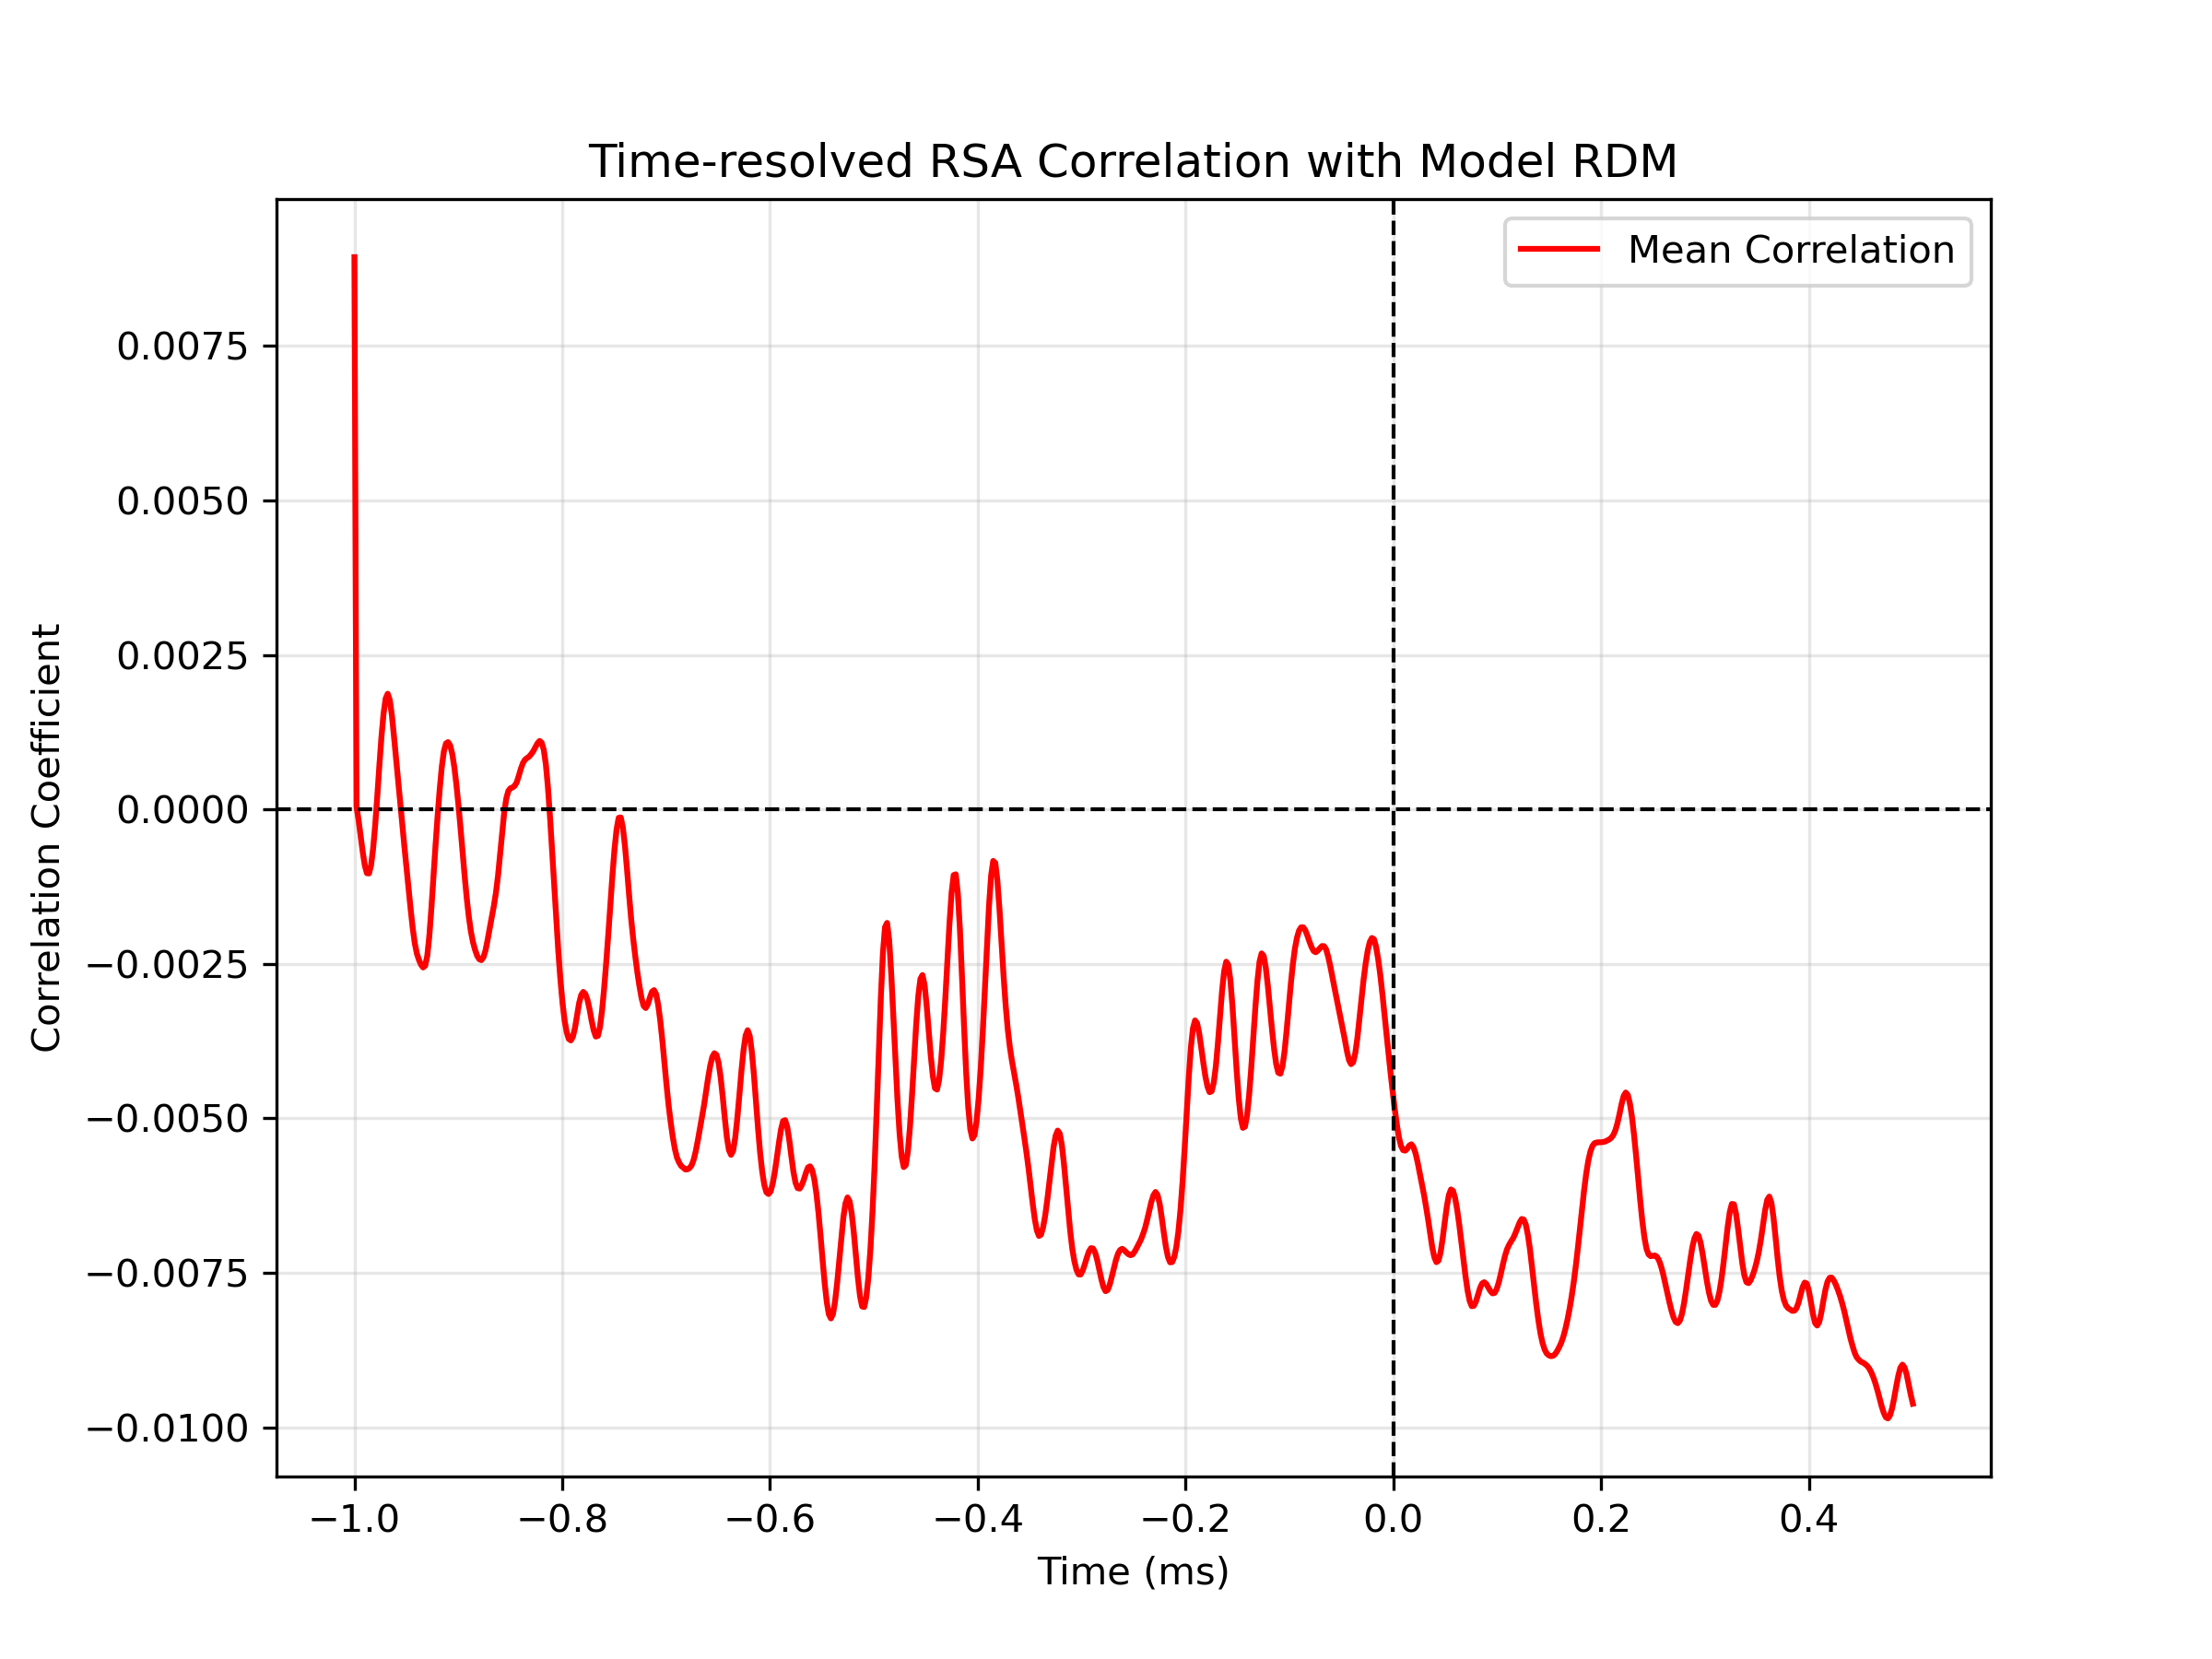 Time-resolved RSA Correlation with Model RDM
Mean Correlation
0.0075
0.0050
0.0025
0.0000
−0.0025
−0.0050
−0.0075
−0.0100
Correlation Coefficient
−1.0 −0.8 −0.6 −0.4 −0.2 0.0 0.2 0.4
Time (ms)